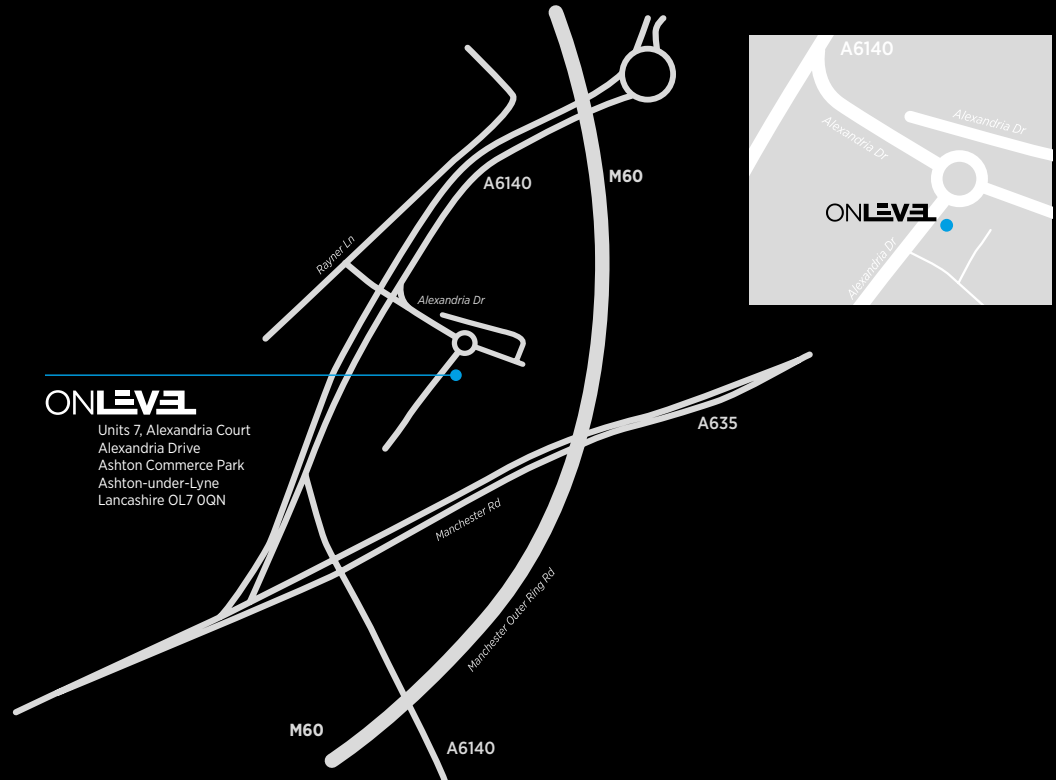 A6140
Alexandria Dr
Alexandria Dr
ONLEVEL
Alexandria Dr
M60
A6140
Rayner Ln
Alexandria Dr
ONLEVEL
Units 7, Alexandria Court
Alexandria Drive
Ashton Commerce Park
Ashton-under-Lyne
Lancashire OL7 0QN
A635
Manchester Rd
Manchester Outer Ring Rd
M60
A6140